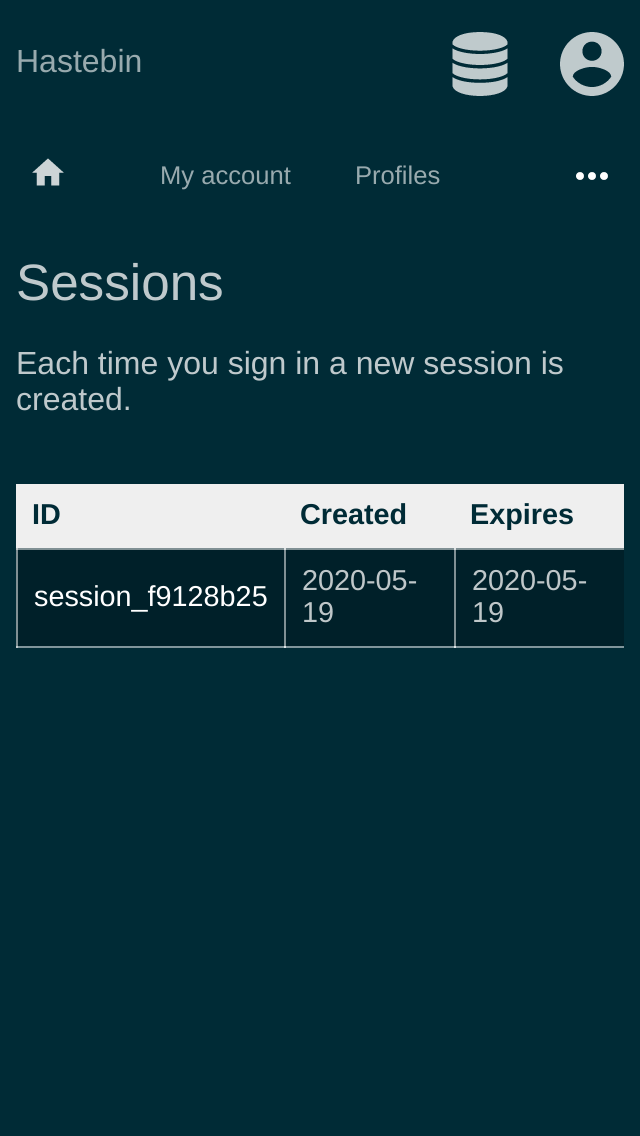 Hastebin
My account Profiles
Sessions
Each time you sign in a new session is
created.
ID Created Expires
session_f9128b25 2020-05- 2020-05-
19 19